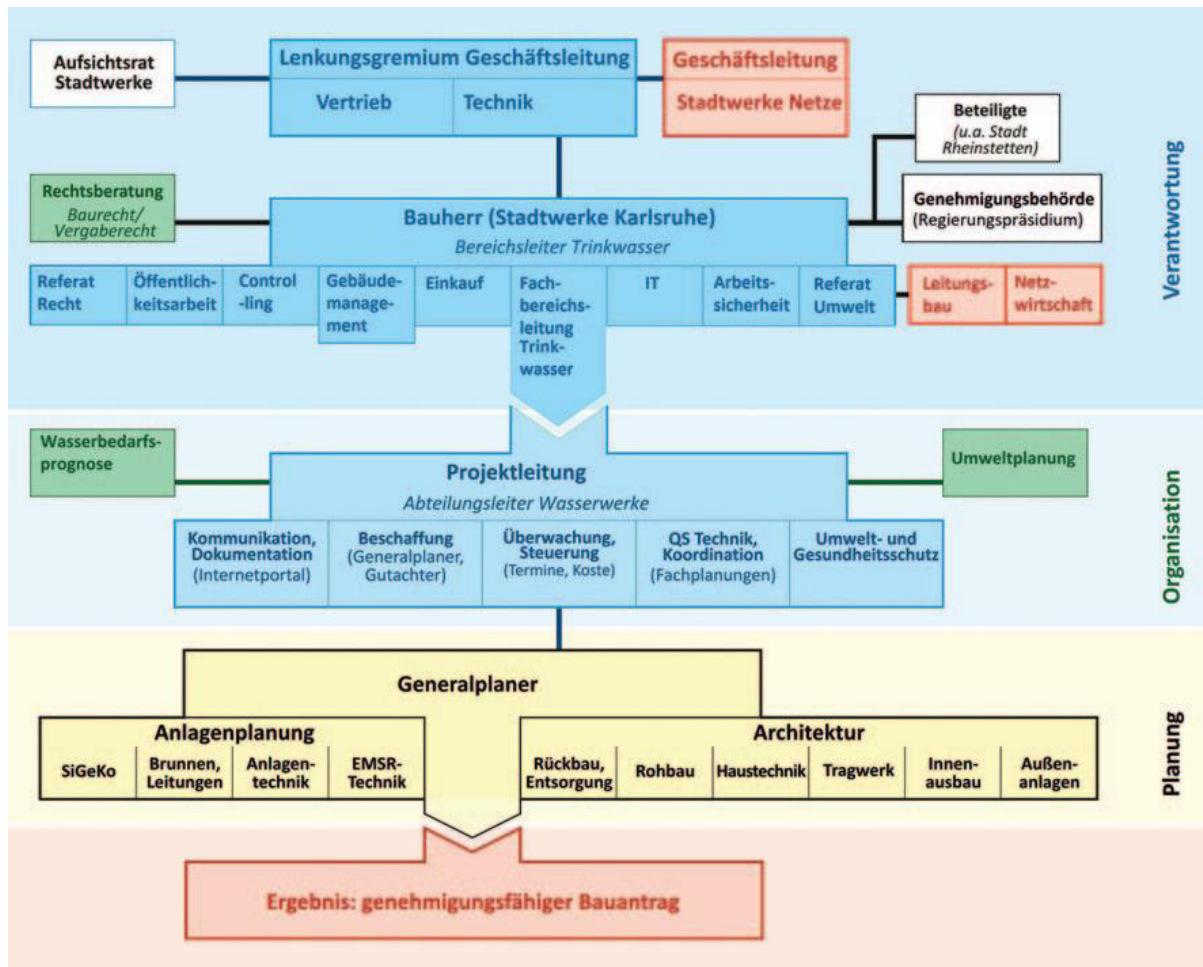 Aufsichtsrat
Stadtwerke
Lenkungsgremium Geschäftsleitung
Vertrieb
Technik
Geschäftsleitung
Stadtwerke Netze
Beteiligte
(u.a. Stadt
Rheinstetten)
Verantwortung
Rechtsberatung
Baurecht/
Vergaberecht
Bauherr (Stadtwerke Karlsruhe)
Bereichsleiter Trinkwasser
Genehmigungsbehörde
(Regierungspräsidium)
Referat
Recht
Öffentlich-
keitsarbeit
Control
-ling
Gebäude-
manage-
ment
Einkauf
Fach-
bereichs-
leitung
Trink-
wasser
IT
Arbeits-
sicherheit
Referat
Umwelt
Leitungs-
bau
Netz-
wirtschaft
Wasserbedarfs-
prognose
Projektleitung
Abteilungsleiter Wasserwerke
Umweltplanung
Organisation
Kommunikation,
Dokumentation
(Internetportal)
Beschaffung
(Generalplaner,
Gutachter)
Überwachung,
Steuerung
(Termine, Koste)
QS Technik,
Koordination
(Fachplanungen)
Umwelt- und
Gesundheitsschutz
Generalplaner
Planung
Anlagenplanung
SiGeKo
Brunnen,
Leitungen
Anlagen-
technik
EMSR-
Technik
Architektur
Rückbau,
Entsorgung
Rohbau
Haustechnik
Tragwerk
Innen-
ausbau
Außen-
anlagen
Ergebnis: genehmigungsfähiger Bauantrag